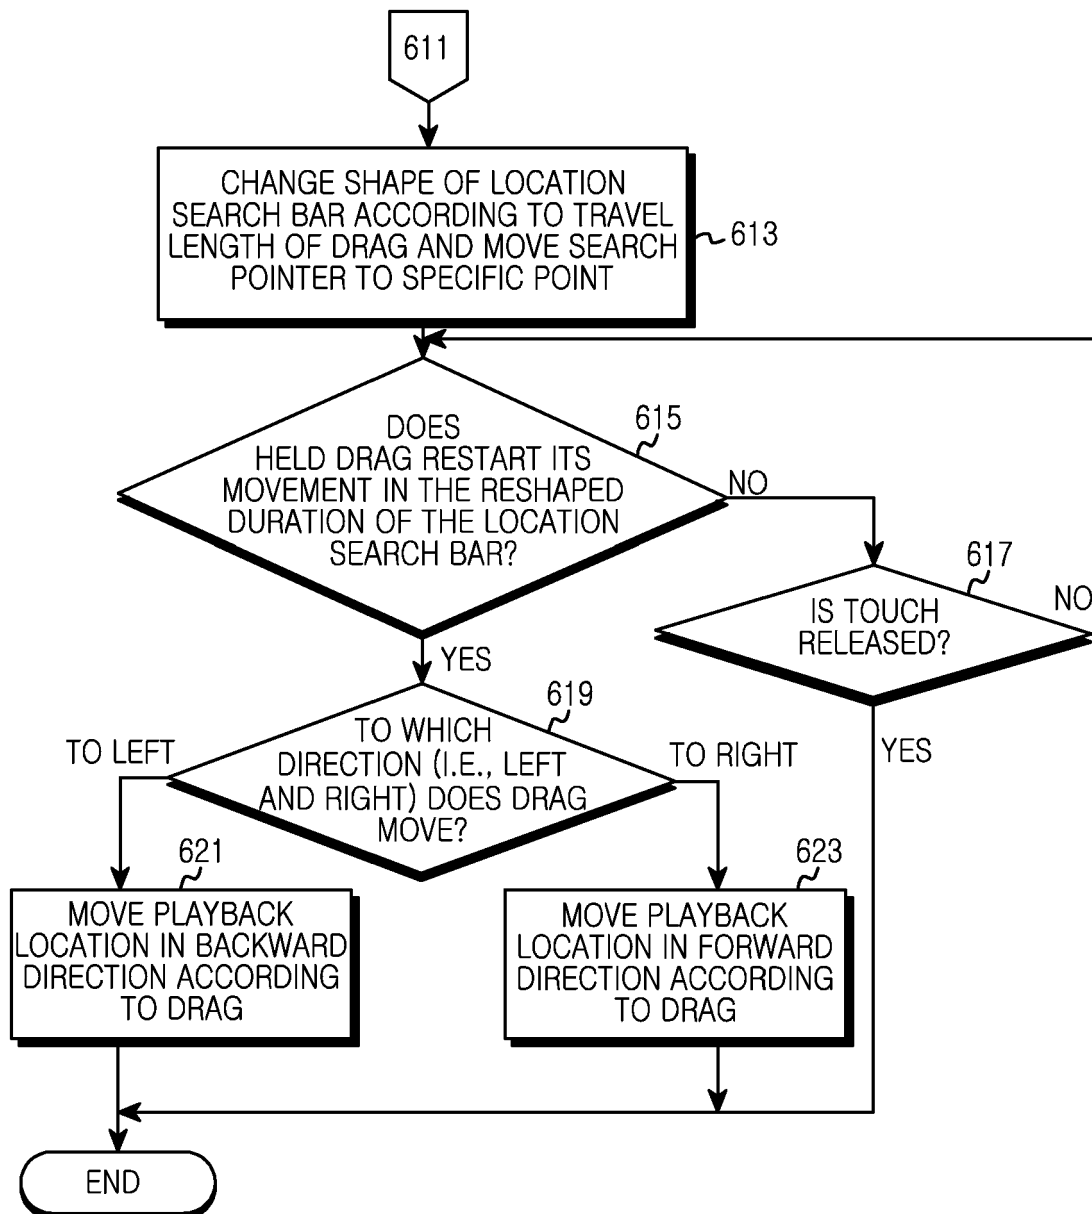 611
CHANGE SHAPE OF LOCATION
SEARCH BAR ACCORDING TO TRAVEL
LENGTH OF DRAG AND MOVE SEARCH
POINTER TO SPECIFIC POINT
613
DOES
HELD DRAG RESTART ITS
MOVEMENT IN THE RESHAPED
DURATION OF THE LOCATION
SEARCH BAR?
615
NO
617
IS TOUCH
RELEASED?
NO
YES
YES
619
TO WHICH
DIRECTION (I.E., LEFT
AND RIGHT) DOES DRAG
MOVE?
TO LEFT
TO RIGHT
621
MOVE PLAYBACK
LOCATION IN BACKWARD
DIRECTION ACCORDING
TO DRAG
623
MOVE PLAYBACK
LOCATION IN FORWARD
DIRECTION ACCORDING
TO DRAG
END